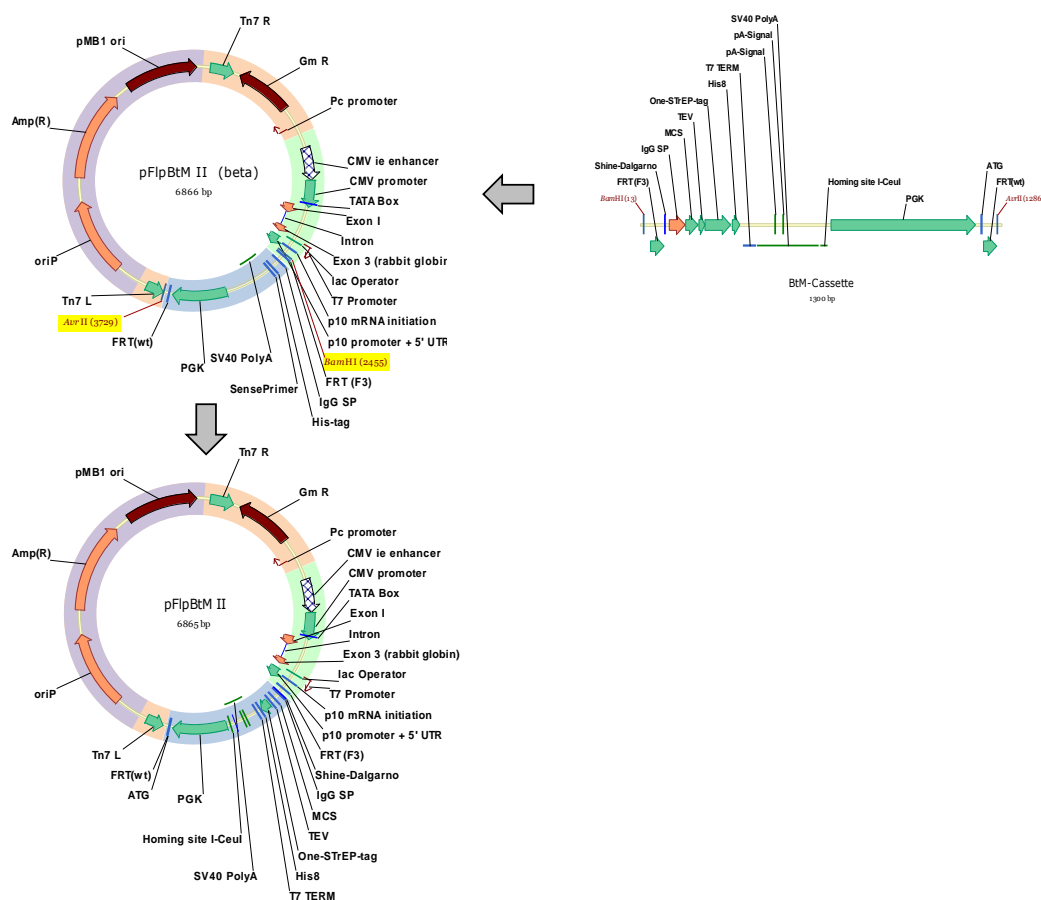 Tn7 R
pMB1 ori
Gm R
Pc promoter
Amp(R)
pFlpBtM II (beta)
6866 bp
CMV ie enhancer
CMV promoter
TATA Box
Exon I
Intron
Exon 3 (rabbit globin
lac Operator
T7 Promoter
p10 mRNA initiation
p10 promoter + 5' UTR
BamHI (2455)
FRT (F3)
IgG SP
His-tag
SensePrimer
SV40 PolyA
PGK
FRT(wt)
Avr II (3729)
Tn7 L
oriP
SV40 PolyA
pA-Signal
pA-Signal
T7 TERM
His8
One-STrEP-tag
TEV
MCS
IgG SP
Shine-Dalgarno
FRT(F3)
BamHI (13)
Homing site I-CeuI
PGK
ATG
FRT(wt)
AvrII (1286
BtM-Cassette
1300 bp
Tn7 R
pMB1 ori
Gm R
Pc promoter
Amp(R)
pFlpBtM II
6865 bp
CMV ie enhancer
CMV promoter
TATA Box
Exon I
Intron
Exon 3 (rabbit globin)
lac Operator
T7 Promoter
p10 mRNA initiation
p10 promoter + 5' UTR
FRT (F3)
Shine-Dalgarno
IgG SP
MCS
TEV
One-STrEP-tag
His8
T7 TERM
SV40 PolyA
Homing site I-CeuI
PGK
ATG
FRT(wt)
Tn7 L
oriP